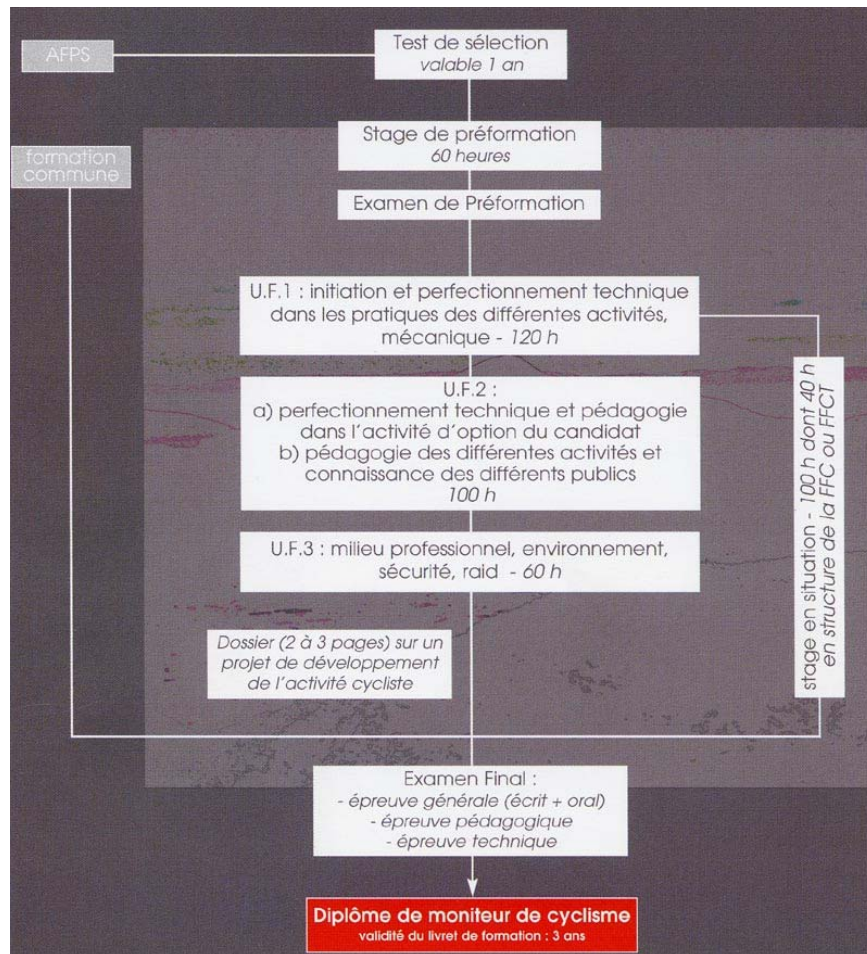 AFPS
Test de sélection
valable 1 an
formation
commune
Stage de préformation
60 heures
Examen de Préformation
U.F.1 : initiation et perfectionnement technique
dans les pratiques des différentes activités,
mécanique - 120 h
U.F.2 :
a) perfectionnement technique et pédagogie
dans l'activité d'option du candidat
b) pédagogie des différentes activités et
connaissance des différents publics
100 h
U.F.3 : milieu professionnel, environnement,
sécurité, raid - 60 h
stage en situation - 100 h dont 40 h
en structure de la FFC ou FFCT
Dossier (2 à 3 pages) sur un
projet de développement
de l'activité cycliste
Examen Final :
- épreuve générale (écrit + oral)
- épreuve pédagogique
- épreuve technique
Diplôme de moniteur de cyclisme
validité du livret de formation : 3 ans